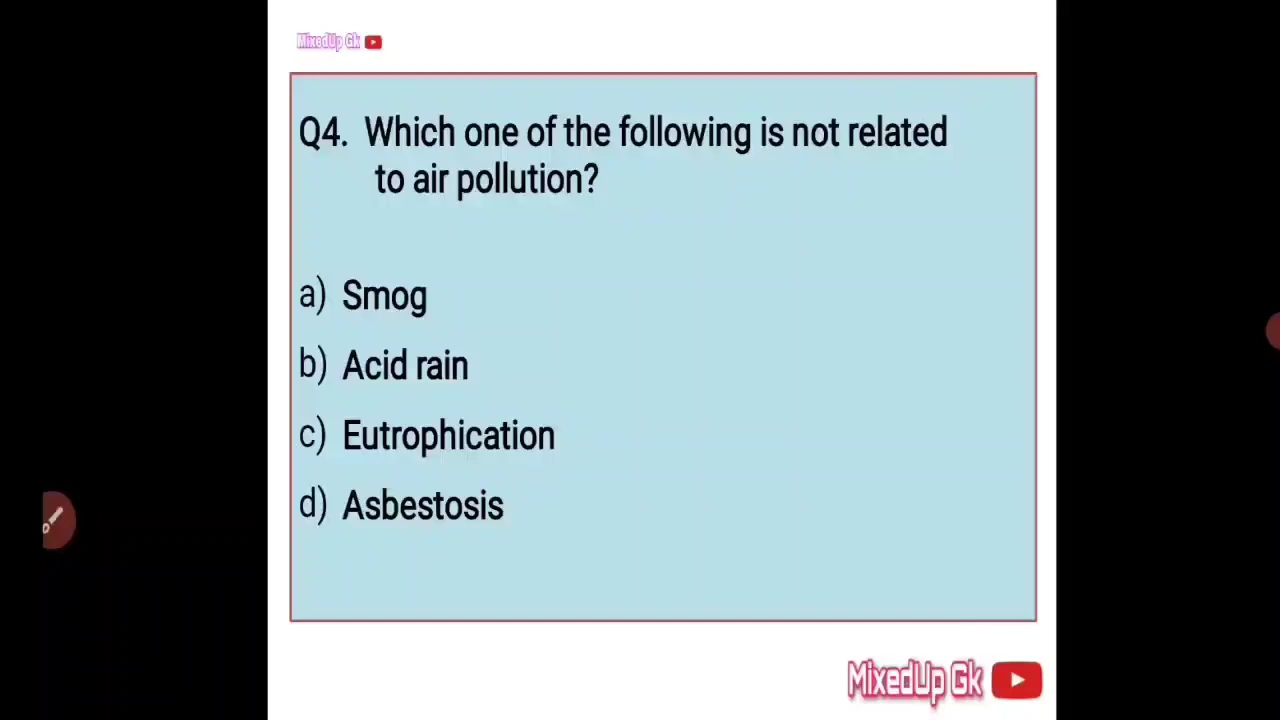 MixedUp Gk
Q4. Which one of the following is not related
to air pollution?
a) Smog
b) Acid rain
c) Eutrophication
d) Asbestosis
MixedUp Gk